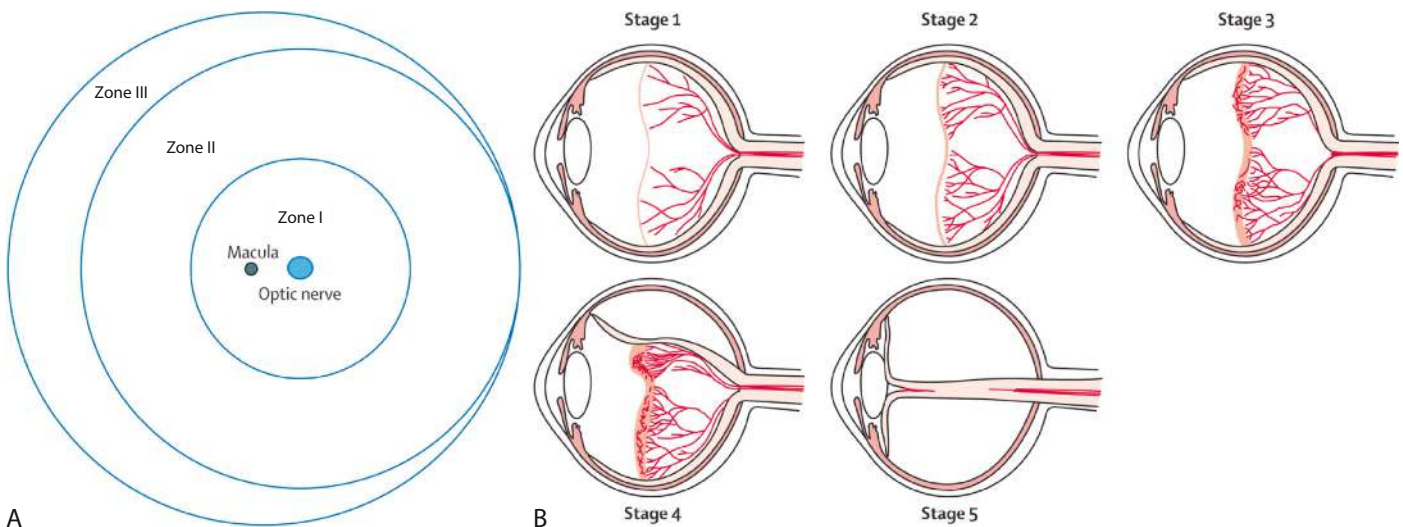 Zone III
Zone II
Zone I
Macula
Optic nerve
A
Stage 1
Stage 2
Stage 3
Stage 4
Stage 5
B